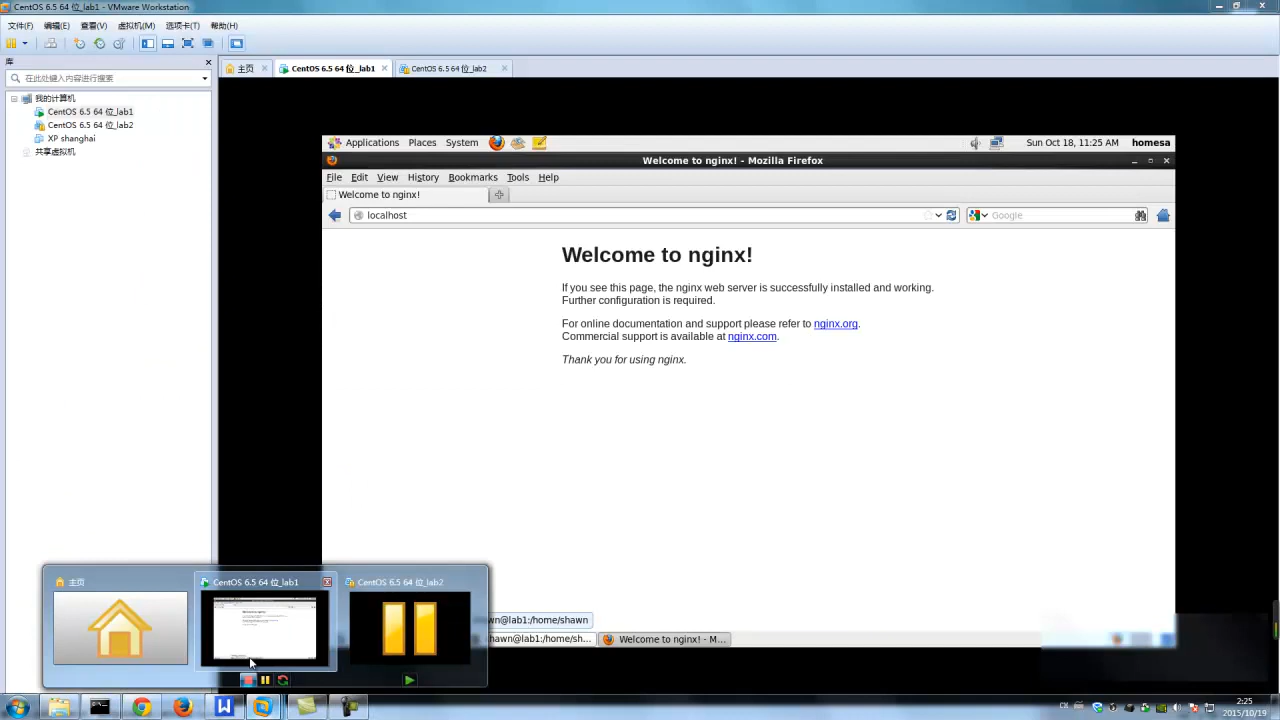 CentOS 6.5 64 位_lab1 - VMware Workstation
文件(F) 编辑(E) 查看(V) 虚拟机(M) 选项卡(T) 帮助(H)
库
在此处键入内容进行搜索
我的计算机
CentOS 6.5 64 位_lab1
CentOS 6.5 64 位_lab2
XP shanghai
共享虚拟机
主页 CentOS 6.5 64 位_lab1 CentOS 6.5 64 位_lab2
Applications Places System Sun Oct 18, 11:25 AM homesa
Welcome to nginx! - Mozilla Firefox
File Edit View History Bookmarks Tools Help
Welcome to nginx!
localhost Google
Welcome to nginx!
If you see this page, the nginx web server is successfully installed and working.
Further configuration is required.
For online documentation and support please refer to nginx.org.
Commercial support is available at nginx.com.
Thank you for using nginx.
主页 CentOS 6.5 64 位_lab1 CentOS 6.5 64 位_lab2
wn@lab1:/home/shawn
hawn@lab1:/home/sh... Welcome to nginx! - M...
W
CH
2:25
2015/10/19